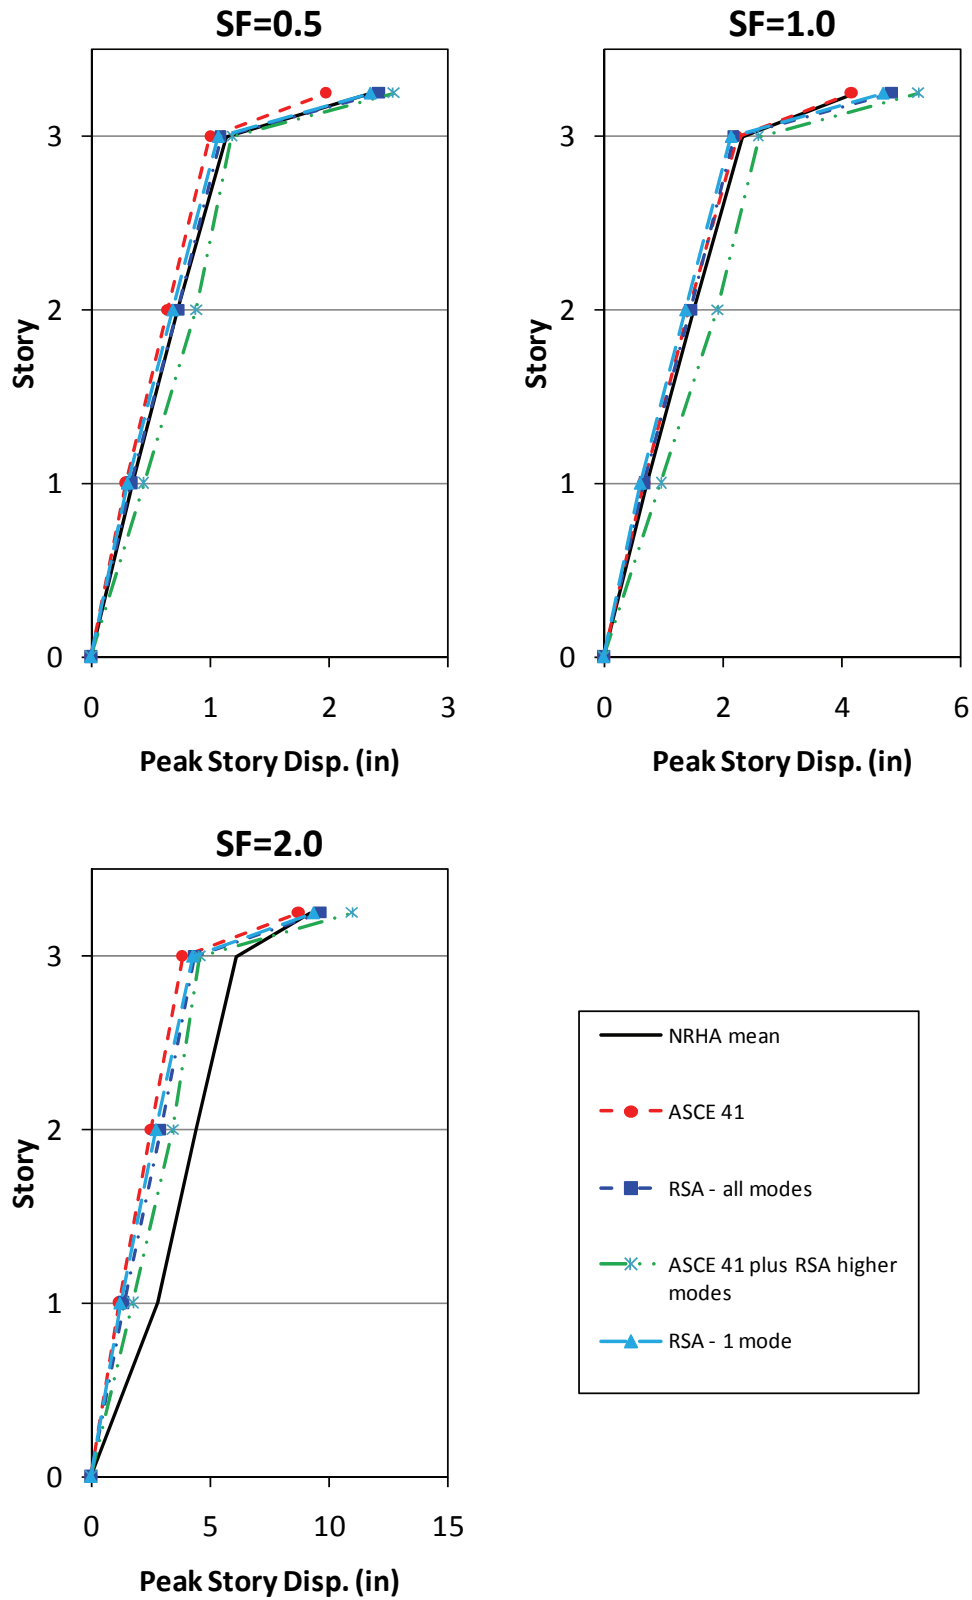 SF=0.5
3
2
1
0
Story
0 1 2 3
Peak Story Disp. (in)
SF=1.0
3
2
1
0
Story
0 2 4 6
Peak Story Disp. (in)
SF=2.0
3
2
1
0
Story
0 5 10 15
Peak Story Disp. (in)
NRHA mean
ASCE 41
RSA - all modes
ASCE 41 plus RSA higher
modes
RSA - 1 mode